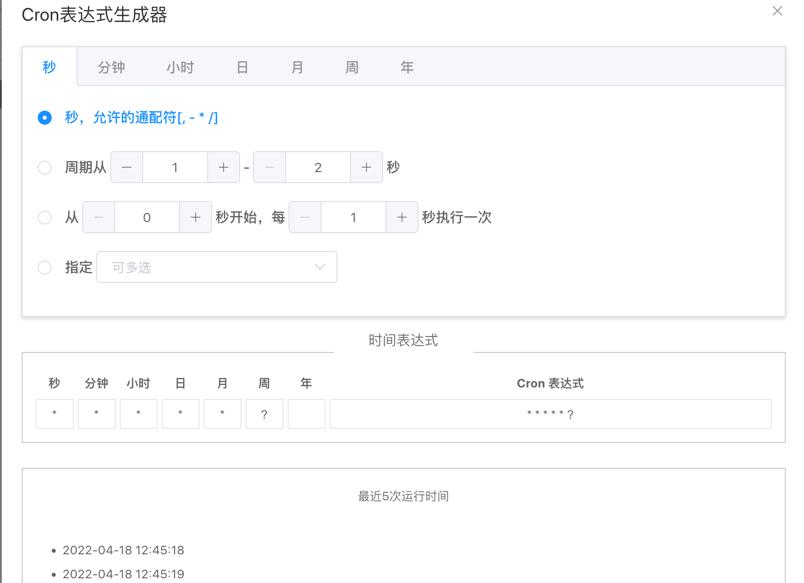 Cron表达式生成器
秒 分钟 小时 日 月 周 年
秒，允许的通配符[, - * /]
周期从 1 - 2 秒
从 0 秒开始，每 1 秒执行一次
指定 可多选
时间表达式
秒 分钟 小时 日 月 周 年 Cron 表达式
* * * * * ? * * * * * ?
最近5次运行时间
2022-04-18 12:45:18
2022-04-18 12:45:19